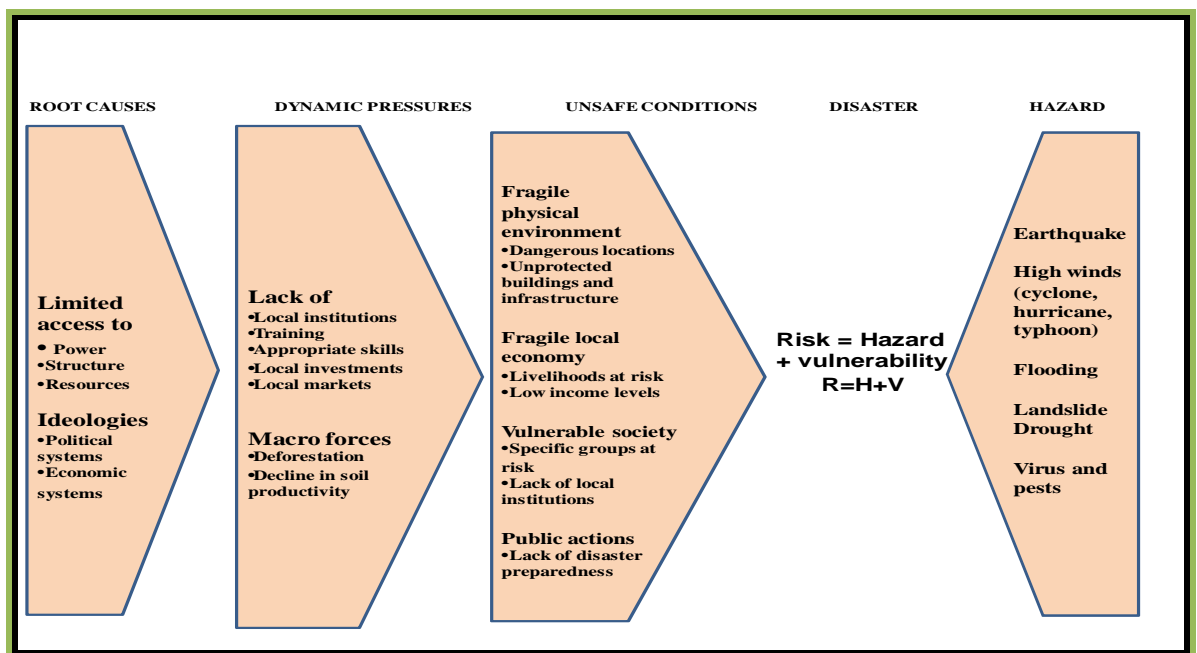 ROOT CAUSES
DYNAMIC PRESSURES
UNSAFE CONDITIONS
DISASTER
HAZARD
Limited
access to
• Power
•Structure
•Resources
Ideologies
•Political
systems
•Economic
systems
Lack of
•Local institutions
•Training
•Appropriate skills
•Local investments
•Local markets
Macro forces
•Deforestation
•Decline in soil
productivity
Fragile
physical
environment
•Dangerous locations
•Unprotected
buildings and
infrastructure
Fragile local
economy
•Livelihoods at risk
•Low income levels
Vulnerable society
•Specific groups at
risk
•Lack of local
institutions
Public actions
•Lack of disaster
preparedness
Risk = Hazard
+ vulnerability
R=H+V
Earthquake
High winds
(cyclone,
hurricane,
typhoon)
Flooding
Landslide
Drought
Virus and
pests